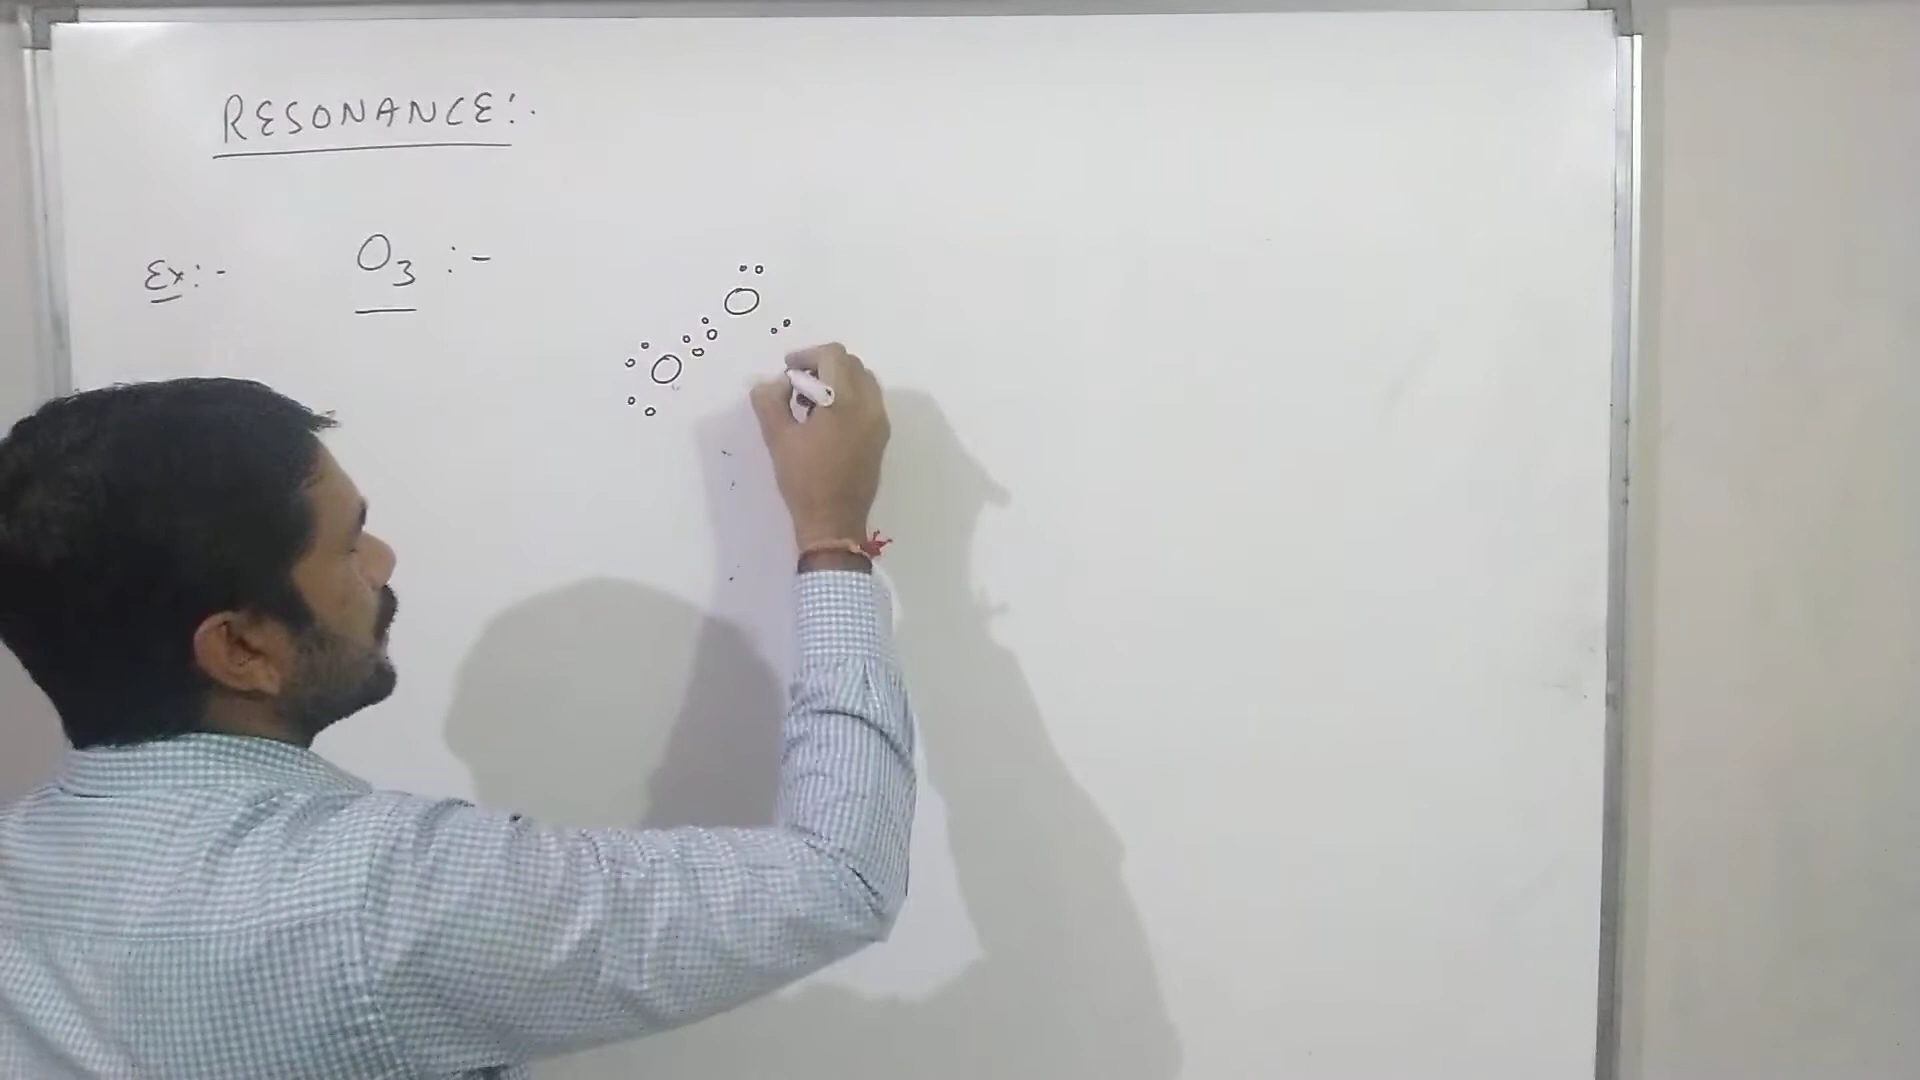 RESONANCE:.
Ex:- O₃ :-
O
O